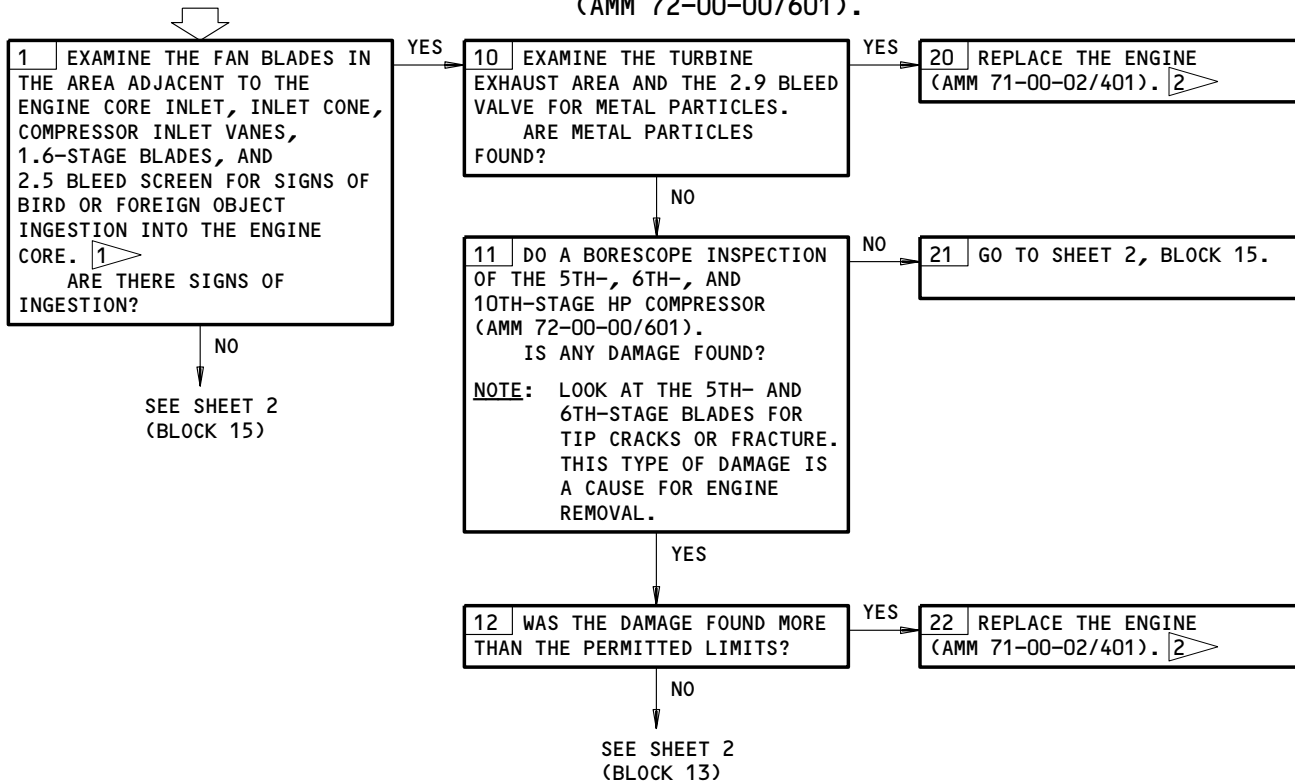 (AMM 72-00-00/601).
1 EXAMINE THE FAN BLADES IN
THE AREA ADJACENT TO THE
ENGINE CORE INLET, INLET CONE,
COMPRESSOR INLET VANES,
1.6-STAGE BLADES, AND
2.5 BLEED SCREEN FOR SIGNS OF
BIRD OR FOREIGN OBJECT
INGESTION INTO THE ENGINE
CORE. 1
ARE THERE SIGNS OF
INGESTION?
YES
NO
SEE SHEET 2
(BLOCK 15)
10 EXAMINE THE TURBINE
EXHAUST AREA AND THE 2.9 BLEED
VALVE FOR METAL PARTICLES.
ARE METAL PARTICLES
FOUND?
YES
20 REPLACE THE ENGINE
(AMM 71-00-02/401). 2
NO
11 DO A BORESCOPE INSPECTION
OF THE 5TH-, 6TH-, AND
10TH-STAGE HP COMPRESSOR
(AMM 72-00-00/601).
IS ANY DAMAGE FOUND?
NOTE: LOOK AT THE 5TH- AND
6TH-STAGE BLADES FOR
TIP CRACKS OR FRACTURE.
THIS TYPE OF DAMAGE IS
A CAUSE FOR ENGINE
REMOVAL.
NO
21 GO TO SHEET 2, BLOCK 15.
YES
12 WAS THE DAMAGE FOUND MORE
THAN THE PERMITTED LIMITS?
YES
22 REPLACE THE ENGINE
(AMM 71-00-02/401). 2
NO
SEE SHEET 2
(BLOCK 13)